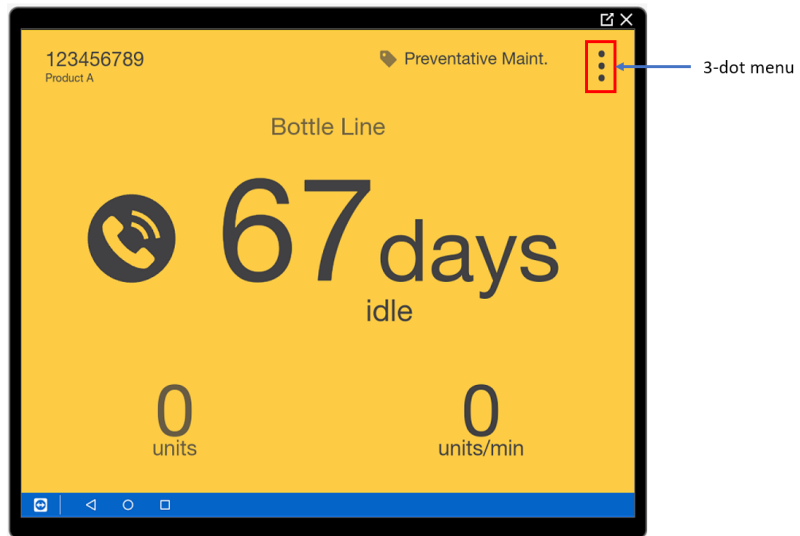 123456789
Product A
Preventative Maint.
3-dot menu
Bottle Line
67 days
idle
0
units
0
units/min